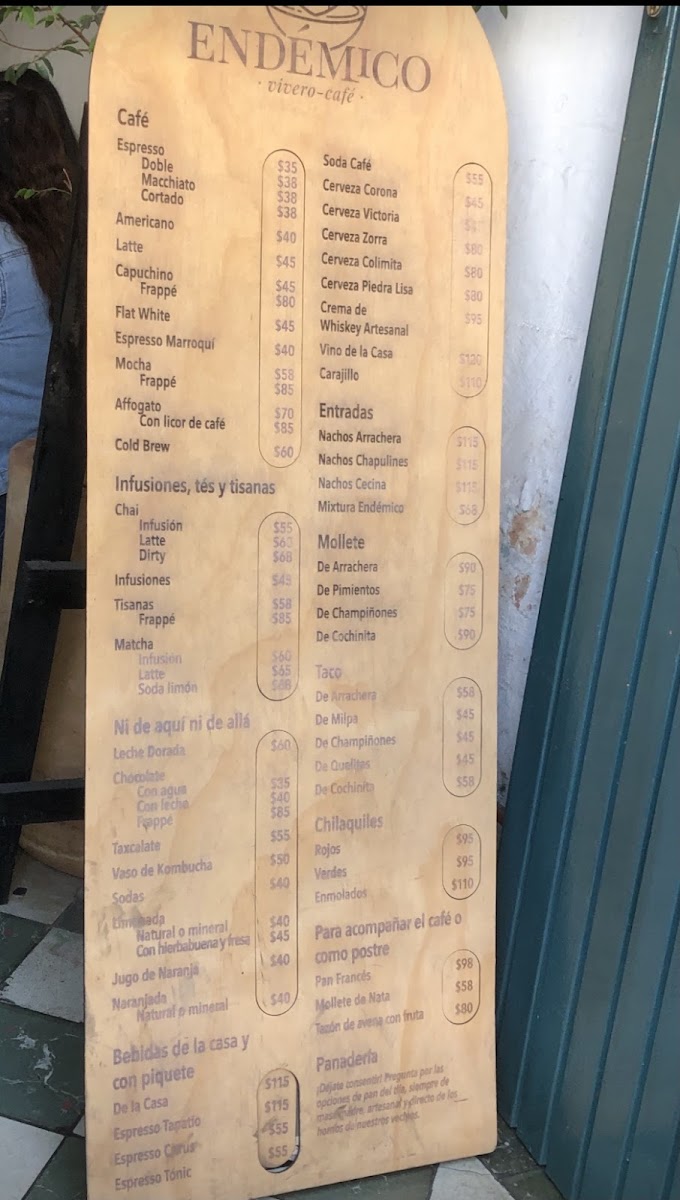 ENDÉMICO
· vivero-café ·
Café
Espresso $35
Doble $38
Macchiato $38
Cortado $38
Americano $40
Latte $45
Capuchino $45
Frappé $80
Flat White $45
Espresso Marroquí $40
Mocha $58
Frappé $85
Affogato $70
Con licor de café $85
Cold Brew $60
Infusiones, tés y tisanas
Chai
Infusión $55
Latte $60
Dirty $68
Infusiones $45
Tisanas $58
Frappé $85
Matcha
Infusión $60
Latte $65
Soda limón $68
Ni de aquí ni de allá
Leche Dorada $60
Chocolate
Con agua $35
Con leche $40
Frappé $85
Taxcalate $55
Vaso de Kombucha $50
Sodas $40
Limonada
Natural o mineral $40
Con hierbabuena y fresa $45
Jugo de Naranja $40
Naranjada
Natural o mineral $40
Bebidas de la casa y
con piquete
De la Casa $115
Espresso Tapatío $115
Espresso Citrus $55
Espresso Tónic $55
Soda Café $55
Cerveza Corona $45
Cerveza Victoria
Cerveza Zorra $80
Cerveza Colimita $80
Cerveza Piedra Lisa $80
Crema de
Whiskey Artesanal $95
Vino de la Casa $120
Carajillo $110
Entradas
Nachos Arrachera $115
Nachos Chapulines $115
Nachos Cecina $115
Mixtura Endémico $68
Mollete
De Arrachera $90
De Pimientos $75
De Champiñones $75
De Cochinita $90
Taco
De Arrachera $58
De Milpa $45
De Champiñones $45
De Quelites $45
De Cochinita $58
Chilaquiles
Rojos $95
Verdes $95
Enmolados $110
Para acompañar el café o
como postre
Pan Francés $98
Mollete de Nata $58
Tazón de avena con fruta $80
Panadería
¡Déjate consentir! Pregunta por las
opciones de pan del día, siempre de
masa madre, artesanal y directo de los
hornos de nuestros vecinos.